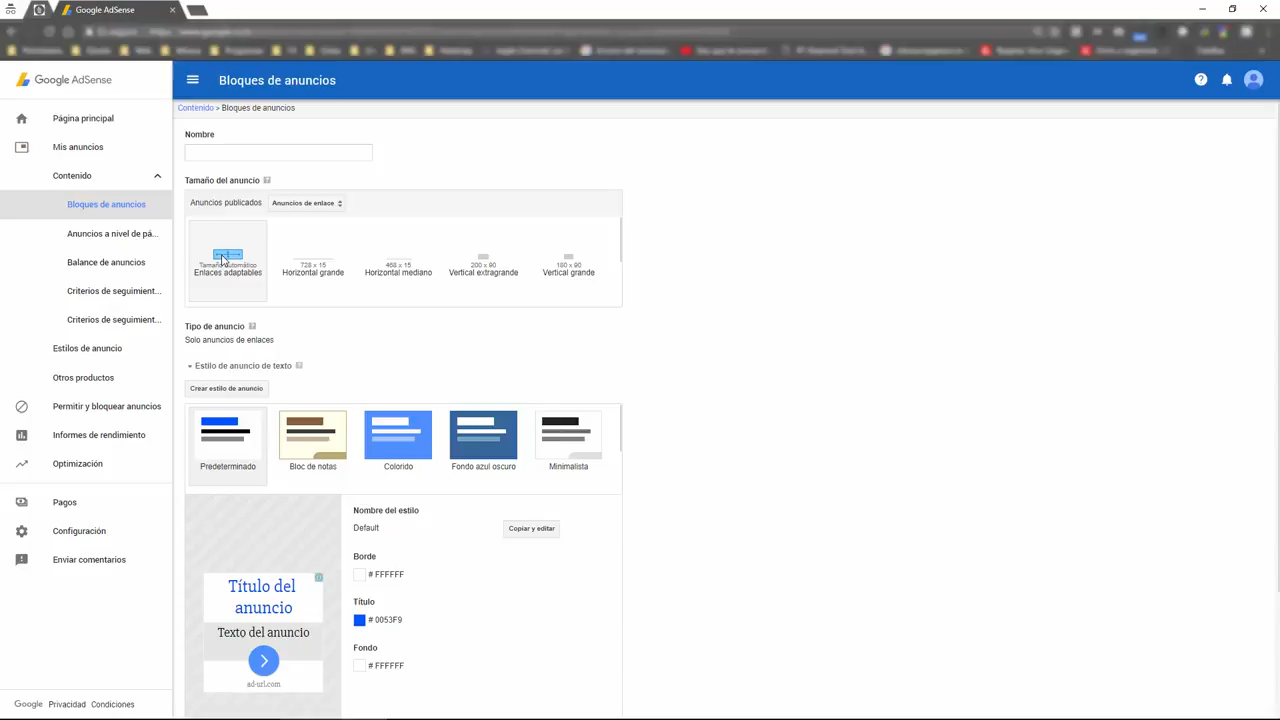 Google AdSense
Google AdSense
Bloques de anuncios
Contenido > Bloques de anuncios
Página principal
Mis anuncios
Contenido
Bloques de anuncios
Anuncios a nivel de pá...
Balance de anuncios
Criterios de seguimient...
Criterios de seguimient...
Estilos de anuncio
Otros productos
Permitir y bloquear anuncios
Informes de rendimiento
Optimización
Pagos
Configuración
Enviar comentarios
Google Privacidad Condiciones
Nombre
Tamaño del anuncio ?
Anuncios publicados Anuncios de enlace
Tamaño automático
Enlaces adaptables
728 x 15
Horizontal grande
468 x 15
Horizontal mediano
200 x 90
Vertical extragrande
180 x 90
Vertical grande
Tipo de anuncio ?
Solo anuncios de enlaces
Estilo de anuncio de texto ?
Crear estilo de anuncio
Predeterminado
Bloc de notas
Colorido
Fondo azul oscuro
Minimalista
Título del
anuncio
Texto del anuncio
ad-url.com
Nombre del estilo
Default
Copiar y editar
Borde
# FFFFFF
Título
# 0053F9
Fondo
# FFFFFF